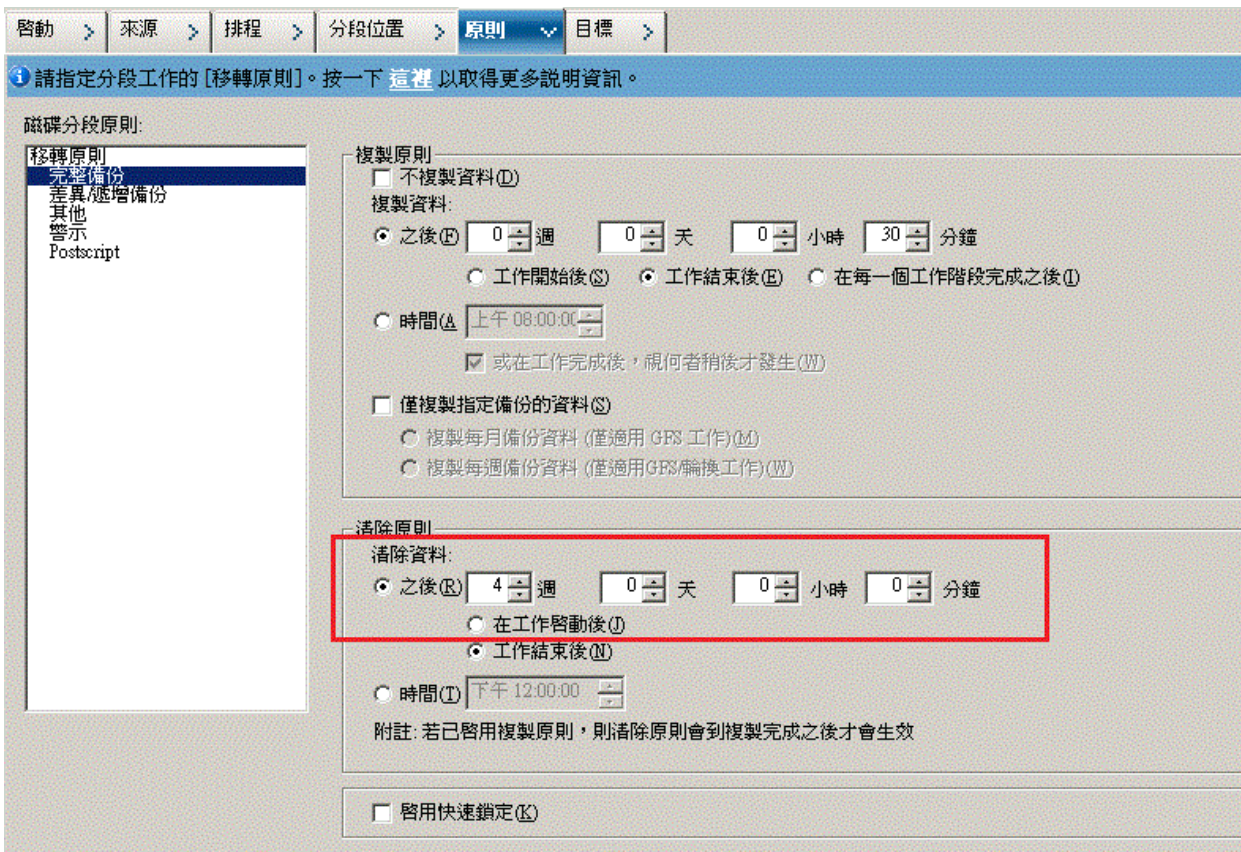 啓動 來源 排程 分段位置 原則 目標
請指定分段工作的 [移轉原則]。按一下 這裡 以取得更多說明資訊。
磁碟分段原則:
移轉原則
完整備份
差異/遞增備份
其他
警示
Postscript
複製原則
不複製資料(D)
複製資料:
之後(F) 0 週 0 天 0 小時 30 分鐘
工作開始後(S) 工作結束後(E) 在每一個工作階段完成之後(I)
時間(A 上午 08:00:00
或在工作完成後，視何者稍後才發生(W)
僅複製指定備份的資料(S)
複製每月備份資料 (僅適用 GFS 工作)(M)
複製每週備份資料 (僅適用GFS/輪換工作)(W)
清除原則
清除資料:
之後(R) 4 週 0 天 0 小時 0 分鐘
在工作啓動後(J)
工作結束後(N)
時間(T) 下午 12:00:00
附註: 若已啓用複製原則，則清除原則會到複製完成之後才會生效
啓用快速鎖定(K)